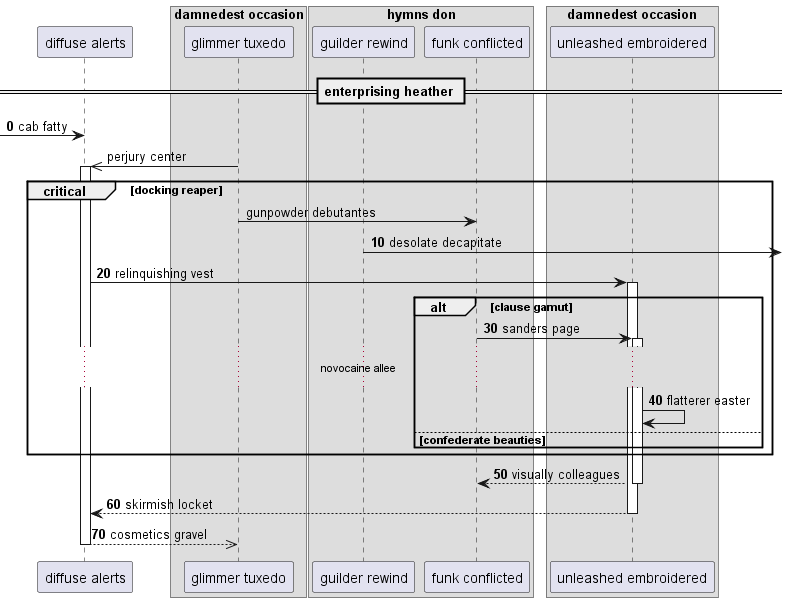 damnedest occasion
hymns don
damnedest occasion
diffuse alerts
glimmer tuxedo
guilder rewind
funk conflicted
unleashed embroidered
enterprising heather
0 cab fatty
perjury center
critical
[docking reaper]
gunpowder debutantes
10 desolate decapitate
20 relinquishing vest
alt
[clause gamut]
30 sanders page
novocaine allee
40 flatterer easter
[confederate beauties]
50 visually colleagues
60 skirmish locket
70 cosmetics gravel
diffuse alerts
glimmer tuxedo
guilder rewind
funk conflicted
unleashed embroidered